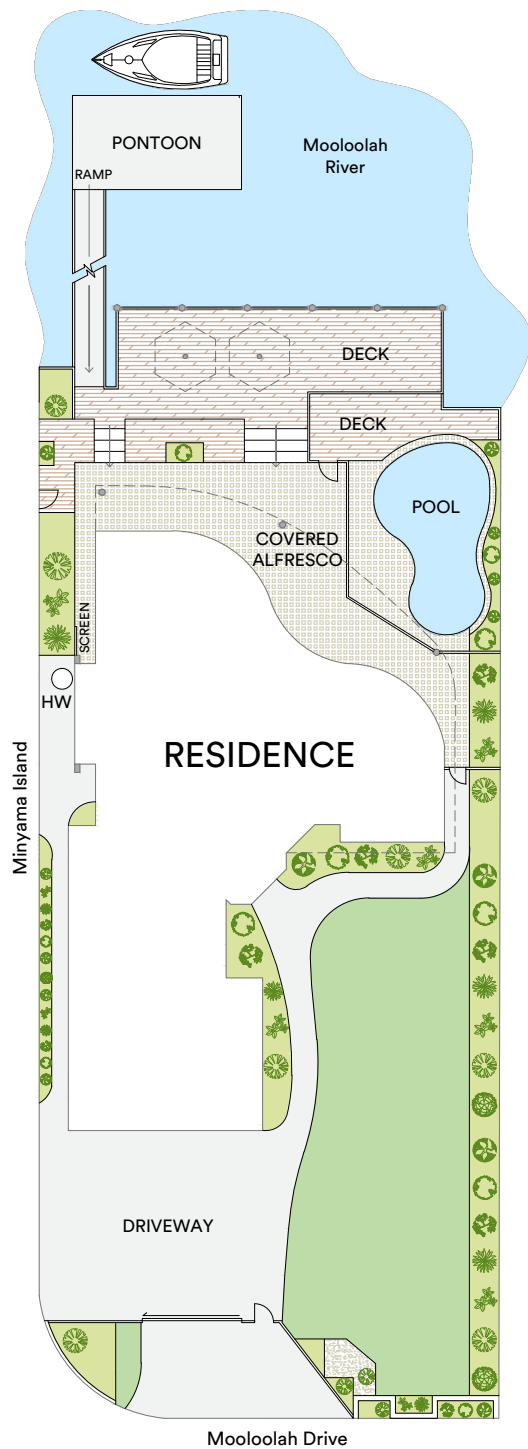 PONTOON
Mooloolah
River
RAMP
DECK
DECK
POOL
COVERED
ALFRESCO
SCREEN
HW
RESIDENCE
Minyama Island
DRIVEWAY
Mooloolah Drive